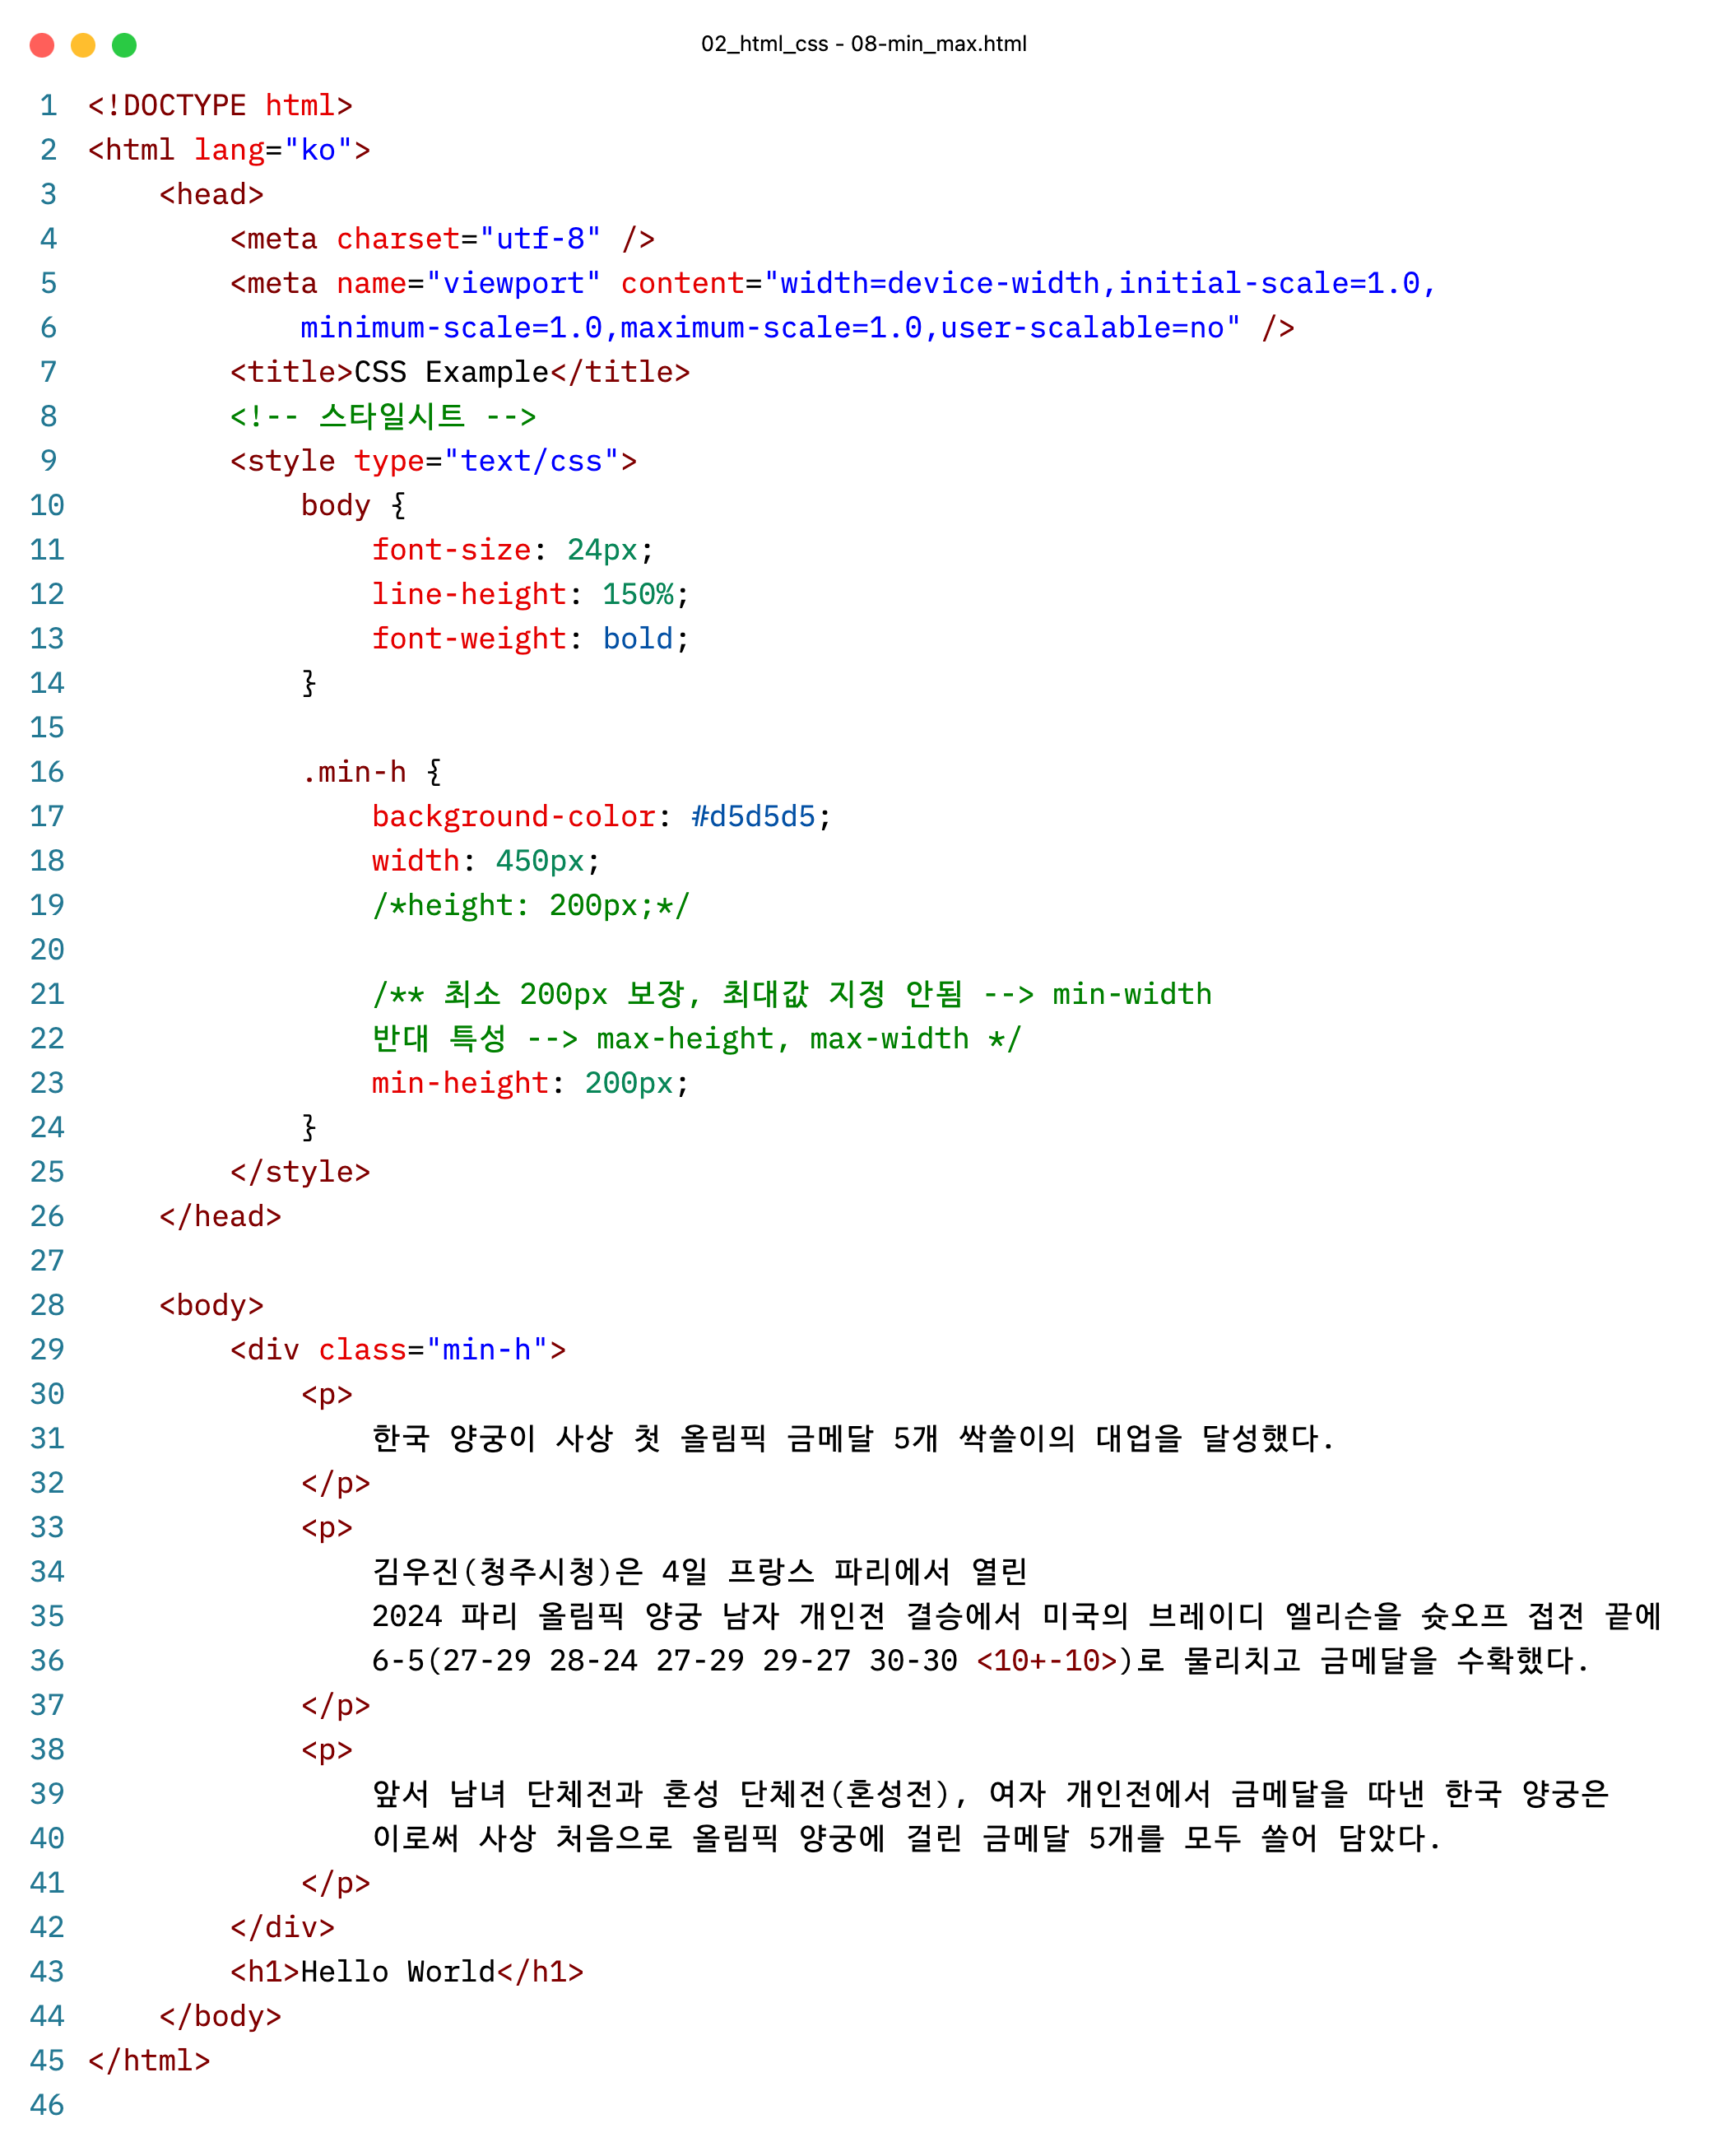 02_html_css - 08-min_max.html
1 <!DOCTYPE html>
2 <html lang="ko">
3     <head>
4         <meta charset="utf-8" />
5         <meta name="viewport" content="width=device-width,initial-scale=1.0,
6             minimum-scale=1.0,maximum-scale=1.0,user-scalable=no" />
7         <title>CSS Example</title>
8         <!-- 스타일시트 -->
9         <style type="text/css">
10             body {
11                 font-size: 24px;
12                 line-height: 150%;
13                 font-weight: bold;
14             }
15
16             .min-h {
17                 background-color: #d5d5d5;
18                 width: 450px;
19                 /*height: 200px;*/
20
21                 /** 최소 200px 보장, 최대값 지정 안됨 --> min-width
22                 반대 특성 --> max-height, max-width */
23                 min-height: 200px;
24             }
25         </style>
26     </head>
27
28     <body>
29         <div class="min-h">
30             <p>
31                 한국 양궁이 사상 첫 올림픽 금메달 5개 싹쓸이의 대업을 달성했다.
32             </p>
33             <p>
34                 김우진(청주시청)은 4일 프랑스 파리에서 열린
35                 2024 파리 올림픽 양궁 남자 개인전 결승에서 미국의 브레이디 엘리슨을 슛오프 접전 끝에
36                 6-5(27-29 28-24 27-29 29-27 30-30 <10+-10>)로 물리치고 금메달을 수확했다.
37             </p>
38             <p>
39                 앞서 남녀 단체전과 혼성 단체전(혼성전), 여자 개인전에서 금메달을 따낸 한국 양궁은
40                 이로써 사상 처음으로 올림픽 양궁에 걸린 금메달 5개를 모두 쓸어 담았다.
41             </p>
42         </div>
43         <h1>Hello World</h1>
44     </body>
45 </html>
46